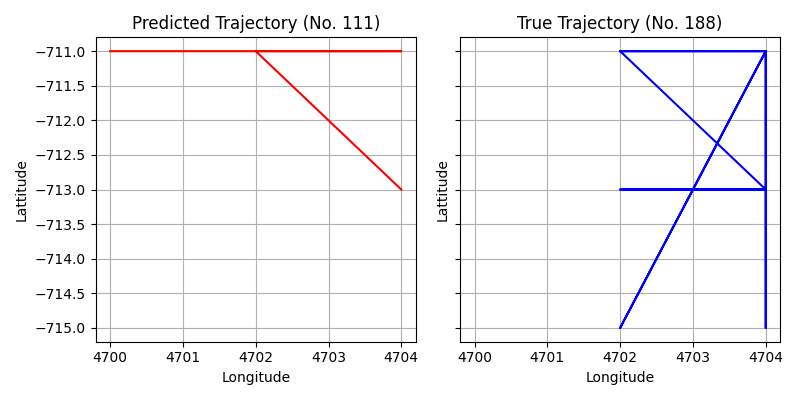 Predicted Trajectory (No. 111)
True Trajectory (No. 188)
Lattitude
−711.0
−711.5
−712.0
−712.5
−713.0
−713.5
−714.0
−714.5
−715.0
4700 4701 4702 4703 4704
Longitude
Lattitude
4700 4701 4702 4703 4704
Longitude